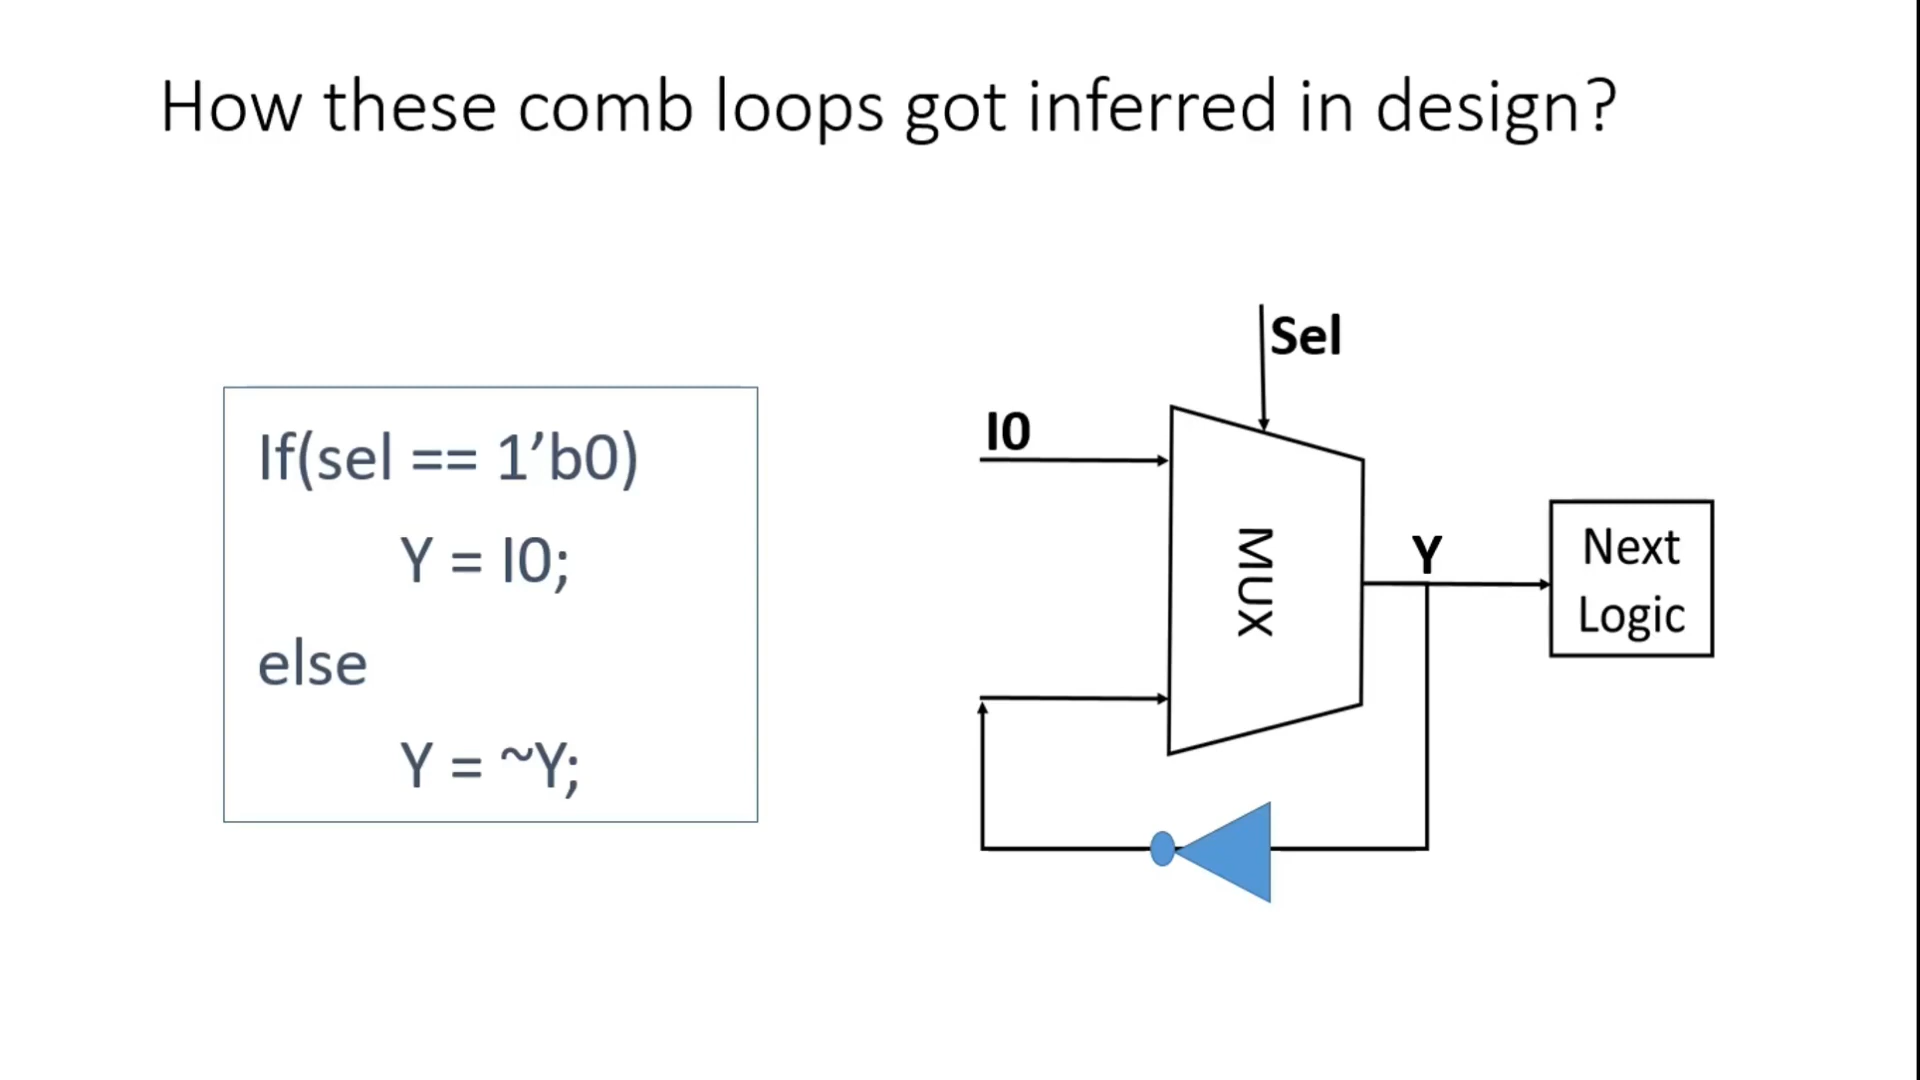 How these comb loops got inferred in design?
If(sel == 1’b0)
Y = I0;
else
Y = ~Y;
Sel
I0
MUX
Y
Next
Logic